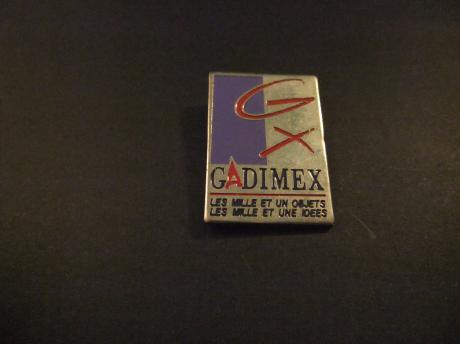 GX
GADIMEX
LES MILLE ET UN OBJETS
LES MILLE ET UNE IDEES